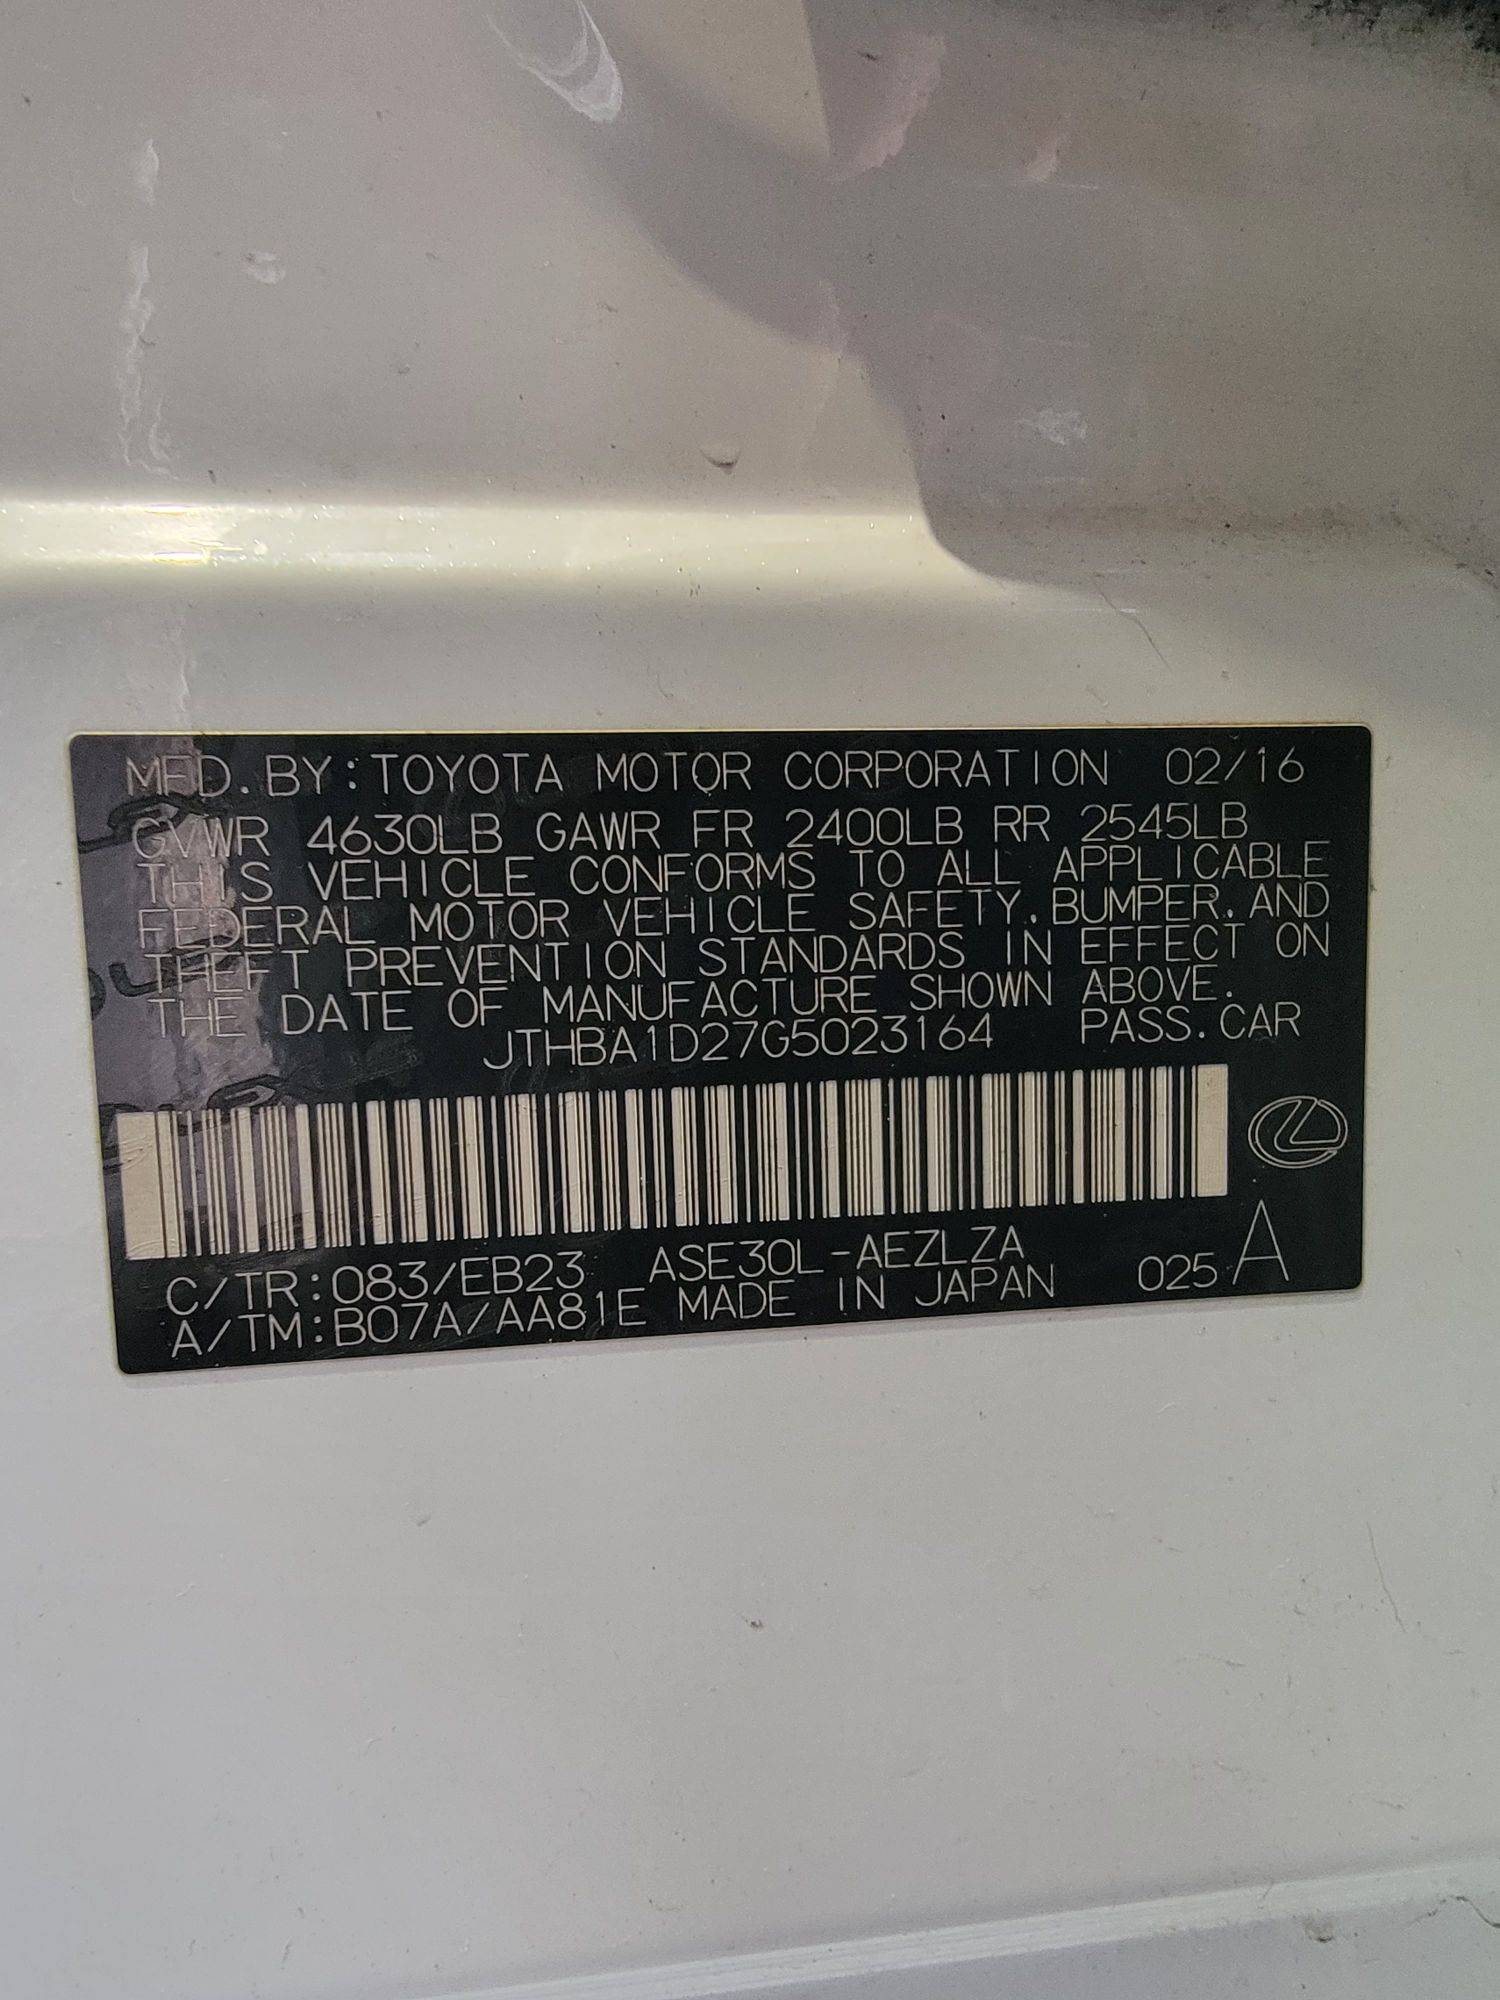 MFD. BY: TOYOTA MOTOR CORPORATION 02/16
GVWR 4630LB GAWR FR 2400LB RR 2545LB
THIS VEHICLE CONFORMS TO ALL APPLICABLE
FEDERAL MOTOR VEHICLE SAFETY, BUMPER, AND
THEFT PREVENTION STANDARDS IN EFFECT ON
THE DATE OF MANUFACTURE SHOWN ABOVE.
JTHBA1D27G5023164 PASS. CAR
C/TR: 083/EB23 ASE30L-AEZLZA
A/TM: B07A/AA81E MADE IN JAPAN 025 A